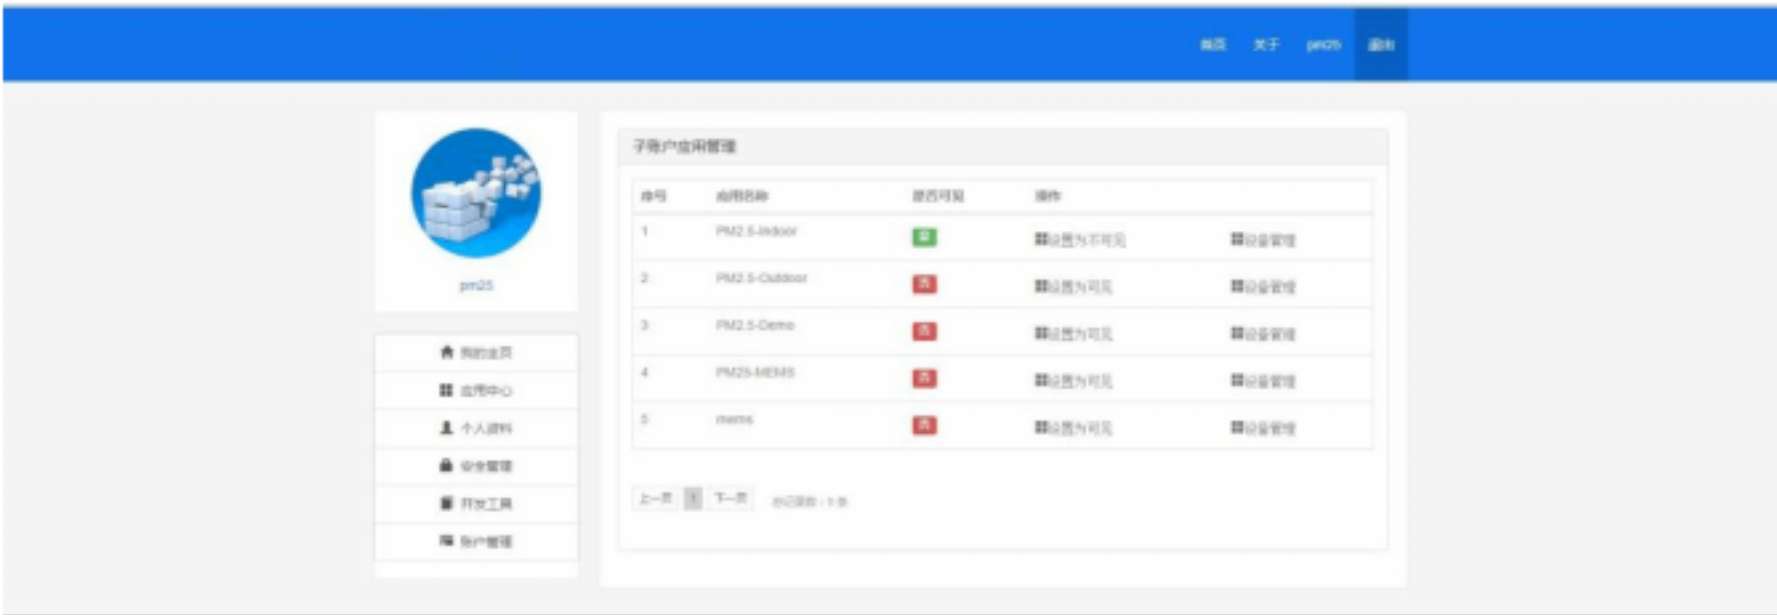 首页 关于 pm25 退出
pm25
我的主页
应用中心
个人资料
安全管理
开发工具
账户管理
子账户应用管理
序号 应用名称 是否可见 操作
1 PM2.5-Indoor 是 设置为不可见 设备管理
2 PM2.5-Outdoor 否 设置为可见 设备管理
3 PM2.5-Demo 否 设置为可见 设备管理
4 PM25-MEMS 否 设置为可见 设备管理
5 mems 否 设置为可见 设备管理
上一页 1 下一页 总记录数：5 条